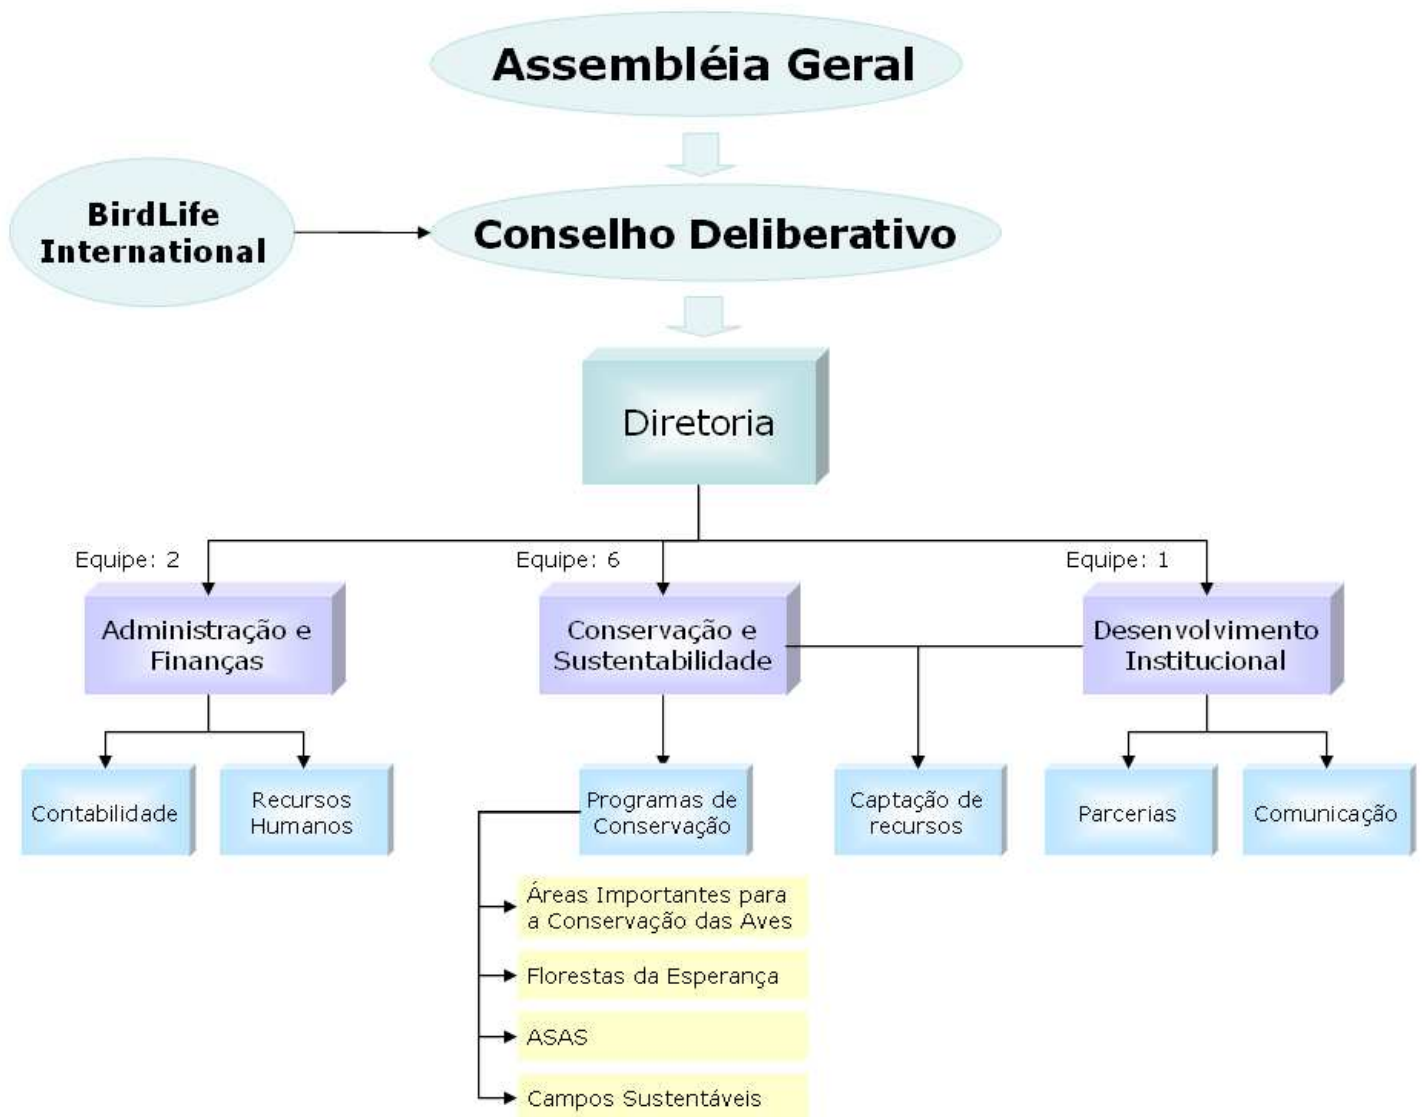 Assembléia Geral
BirdLife
International
Conselho Deliberativo
Diretoria
Equipe: 2
Equipe: 6
Equipe: 1
Administração e
Finanças
Conservação e
Sustentabilidade
Desenvolvimento
Institucional
Contabilidade
Recursos
Humanos
Programas de
Conservação
Captação de
recursos
Parcerias
Comunicação
Áreas Importantes para
a Conservação das Aves
Florestas da Esperança
ASAS
Campos Sustentáveis